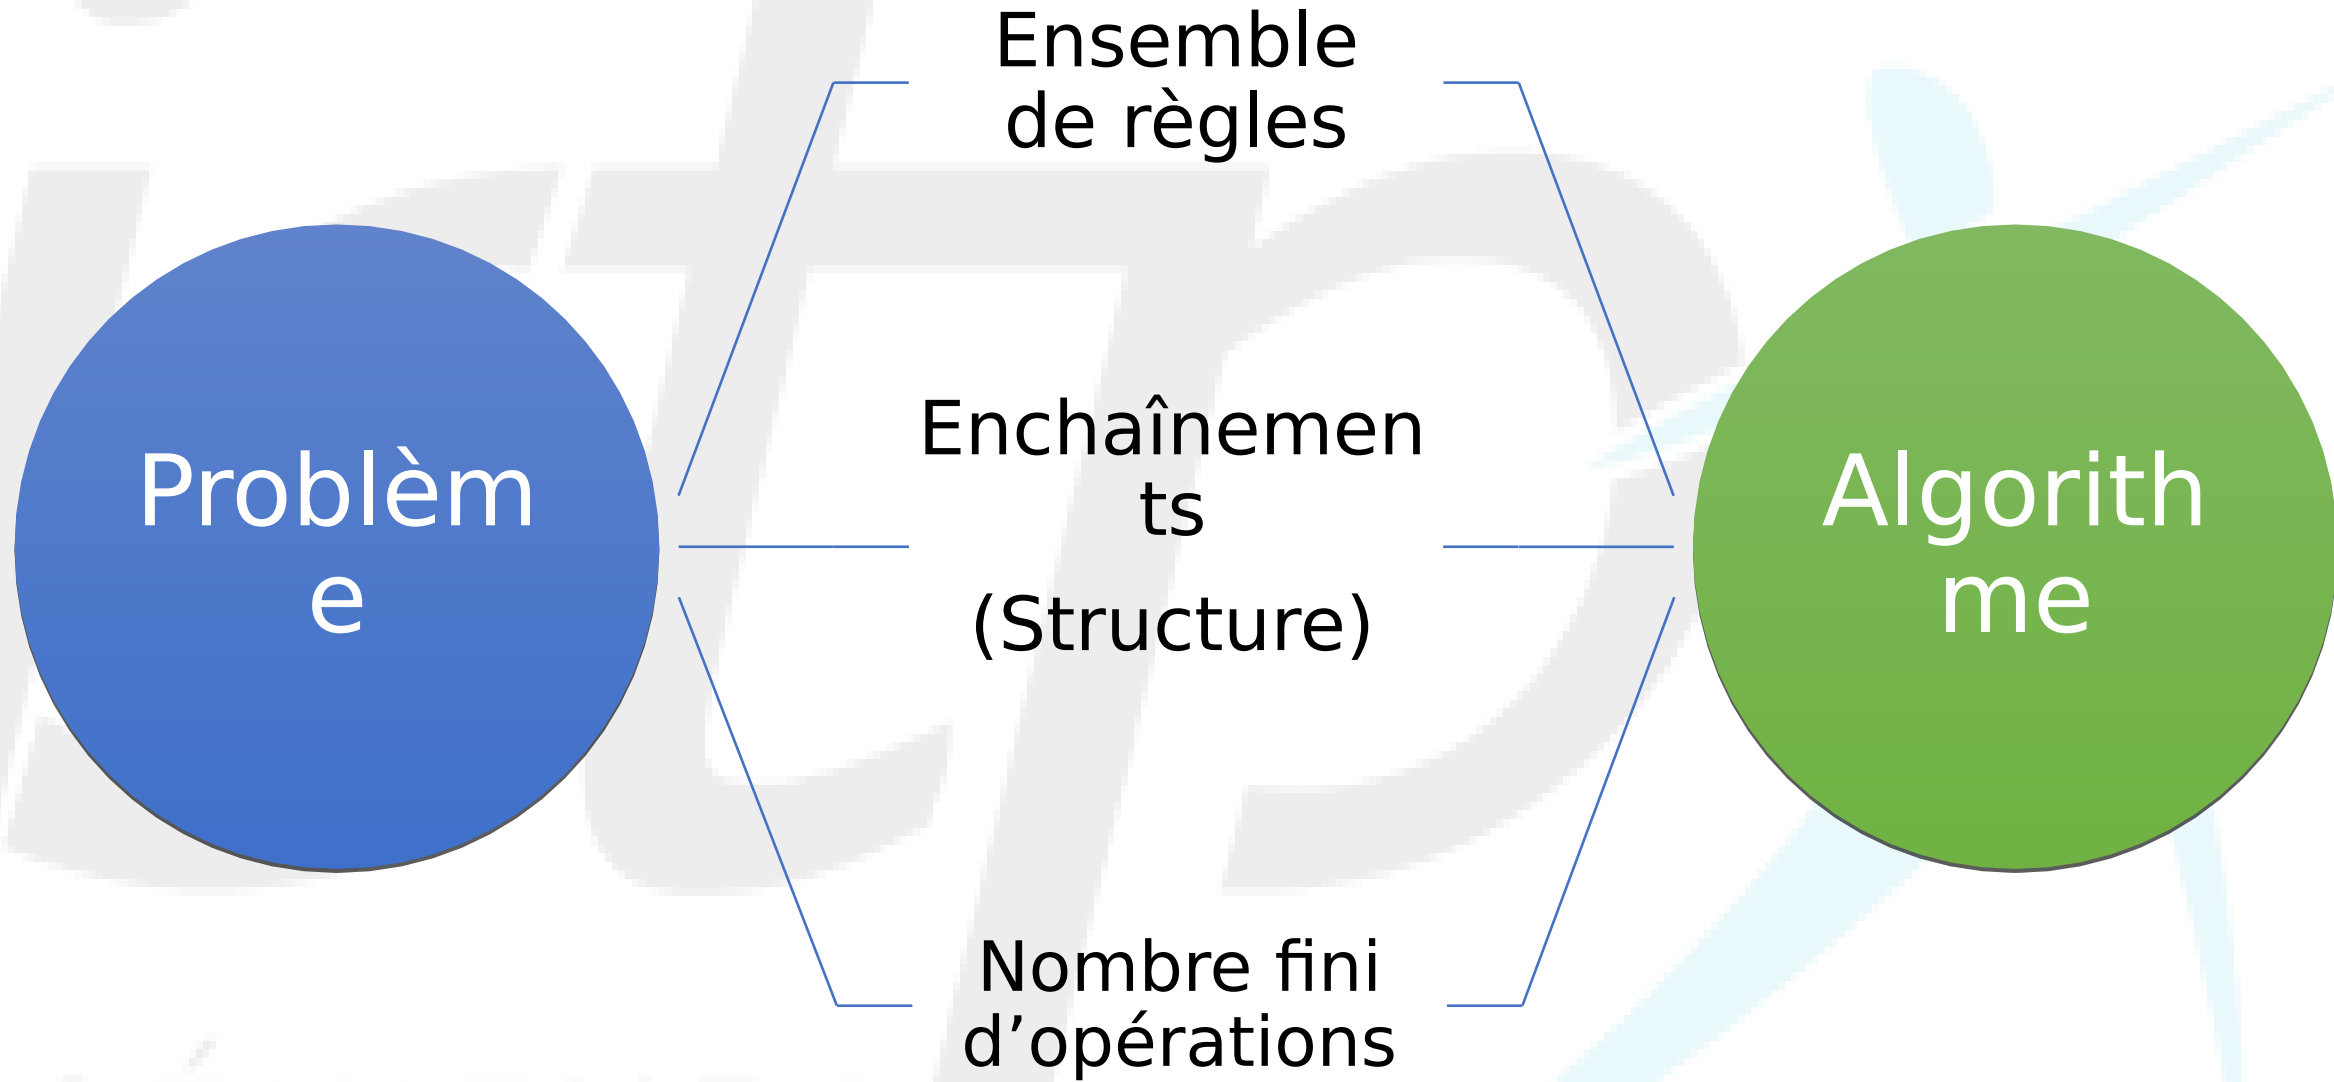 Ensemble
de règles
Problèm
e
Enchaînemen
ts
(Structure)
Algorith
me
Nombre fini
d’opérations